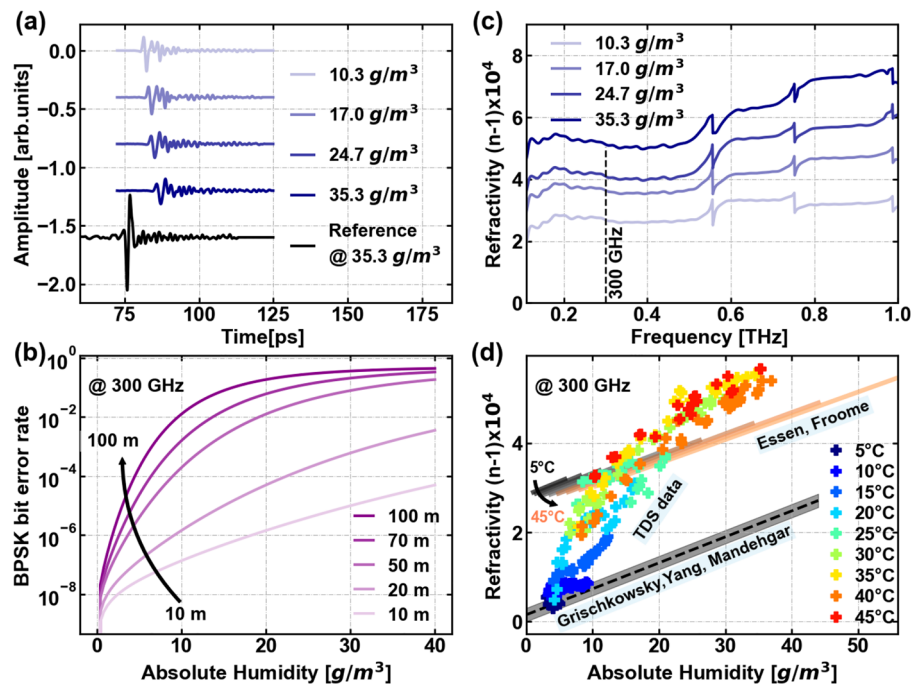 (a)
Amplitude [arb.units]
0.0
−0.5
−1.0
−1.5
−2.0
10.3 g/m³
17.0 g/m³
24.7 g/m³
35.3 g/m³
Reference
@ 35.3 g/m³
75 100 125 150 175
Time[ps]
(c)
Refractivity (n-1)x10⁴
8
6
4
2
0
10.3 g/m³
17.0 g/m³
24.7 g/m³
35.3 g/m³
300 GHz
0.2 0.4 0.6 0.8 1.0
Frequency [THz]
(b)
BPSK bit error rate
10⁰
10⁻²
10⁻⁴
10⁻⁶
10⁻⁸
@ 300 GHz
100 m
10 m
100 m
70 m
50 m
20 m
10 m
0 10 20 30 40
Absolute Humidity [g/m³]
(d)
Refractivity (n-1)x10⁴
4
2
0
@ 300 GHz
Essen, Froome
5°C
45°C
TDS data
Grischkowsky,Yang, Mandehgar
5°C
10°C
15°C
20°C
25°C
30°C
35°C
40°C
45°C
0 10 20 30 40 50
Absolute Humidity [g/m³]